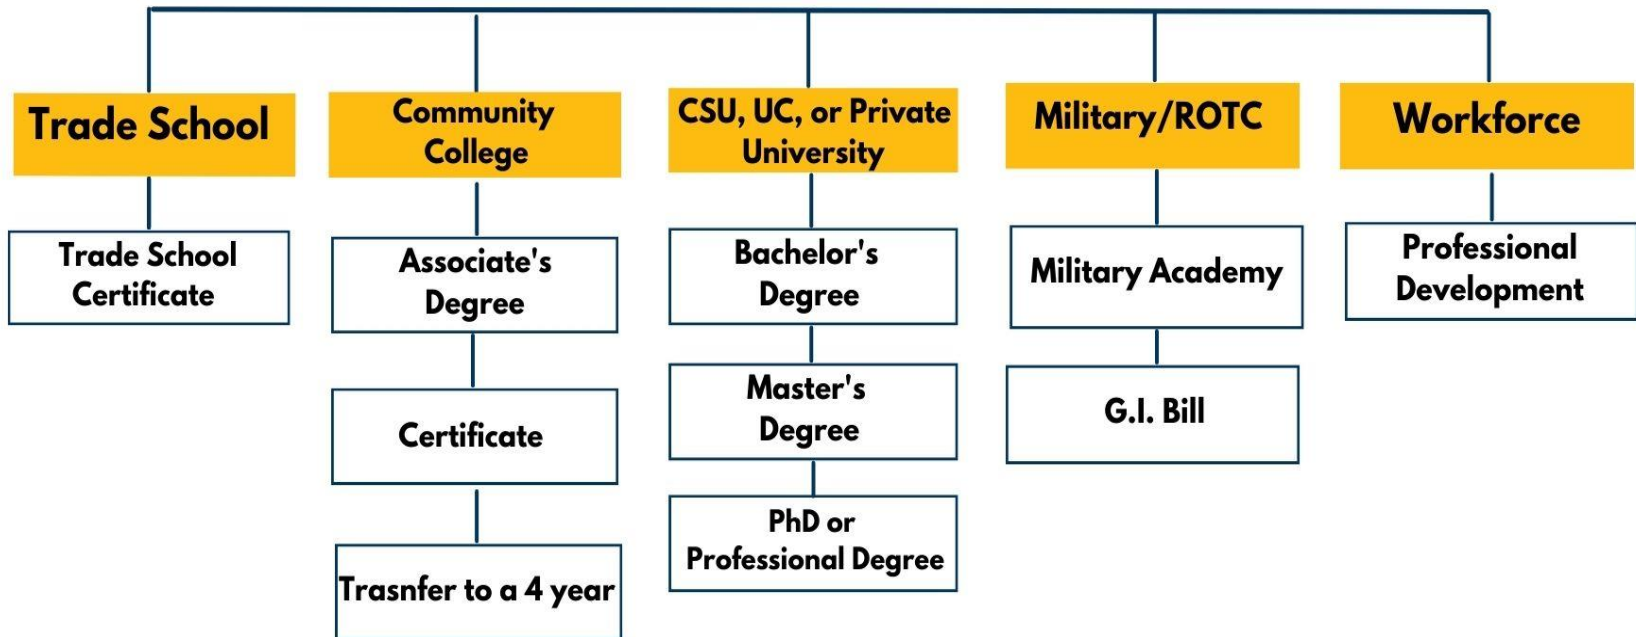 Trade School
Community
College
CSU, UC, or Private
University
Military/ROTC
Workforce
Trade School
Certificate
Associate's
Degree
Certificate
Trasnfer to a 4 year
Bachelor's
Degree
Master's
Degree
PhD or
Professional Degree
Military Academy
G.I. Bill
Professional
Development